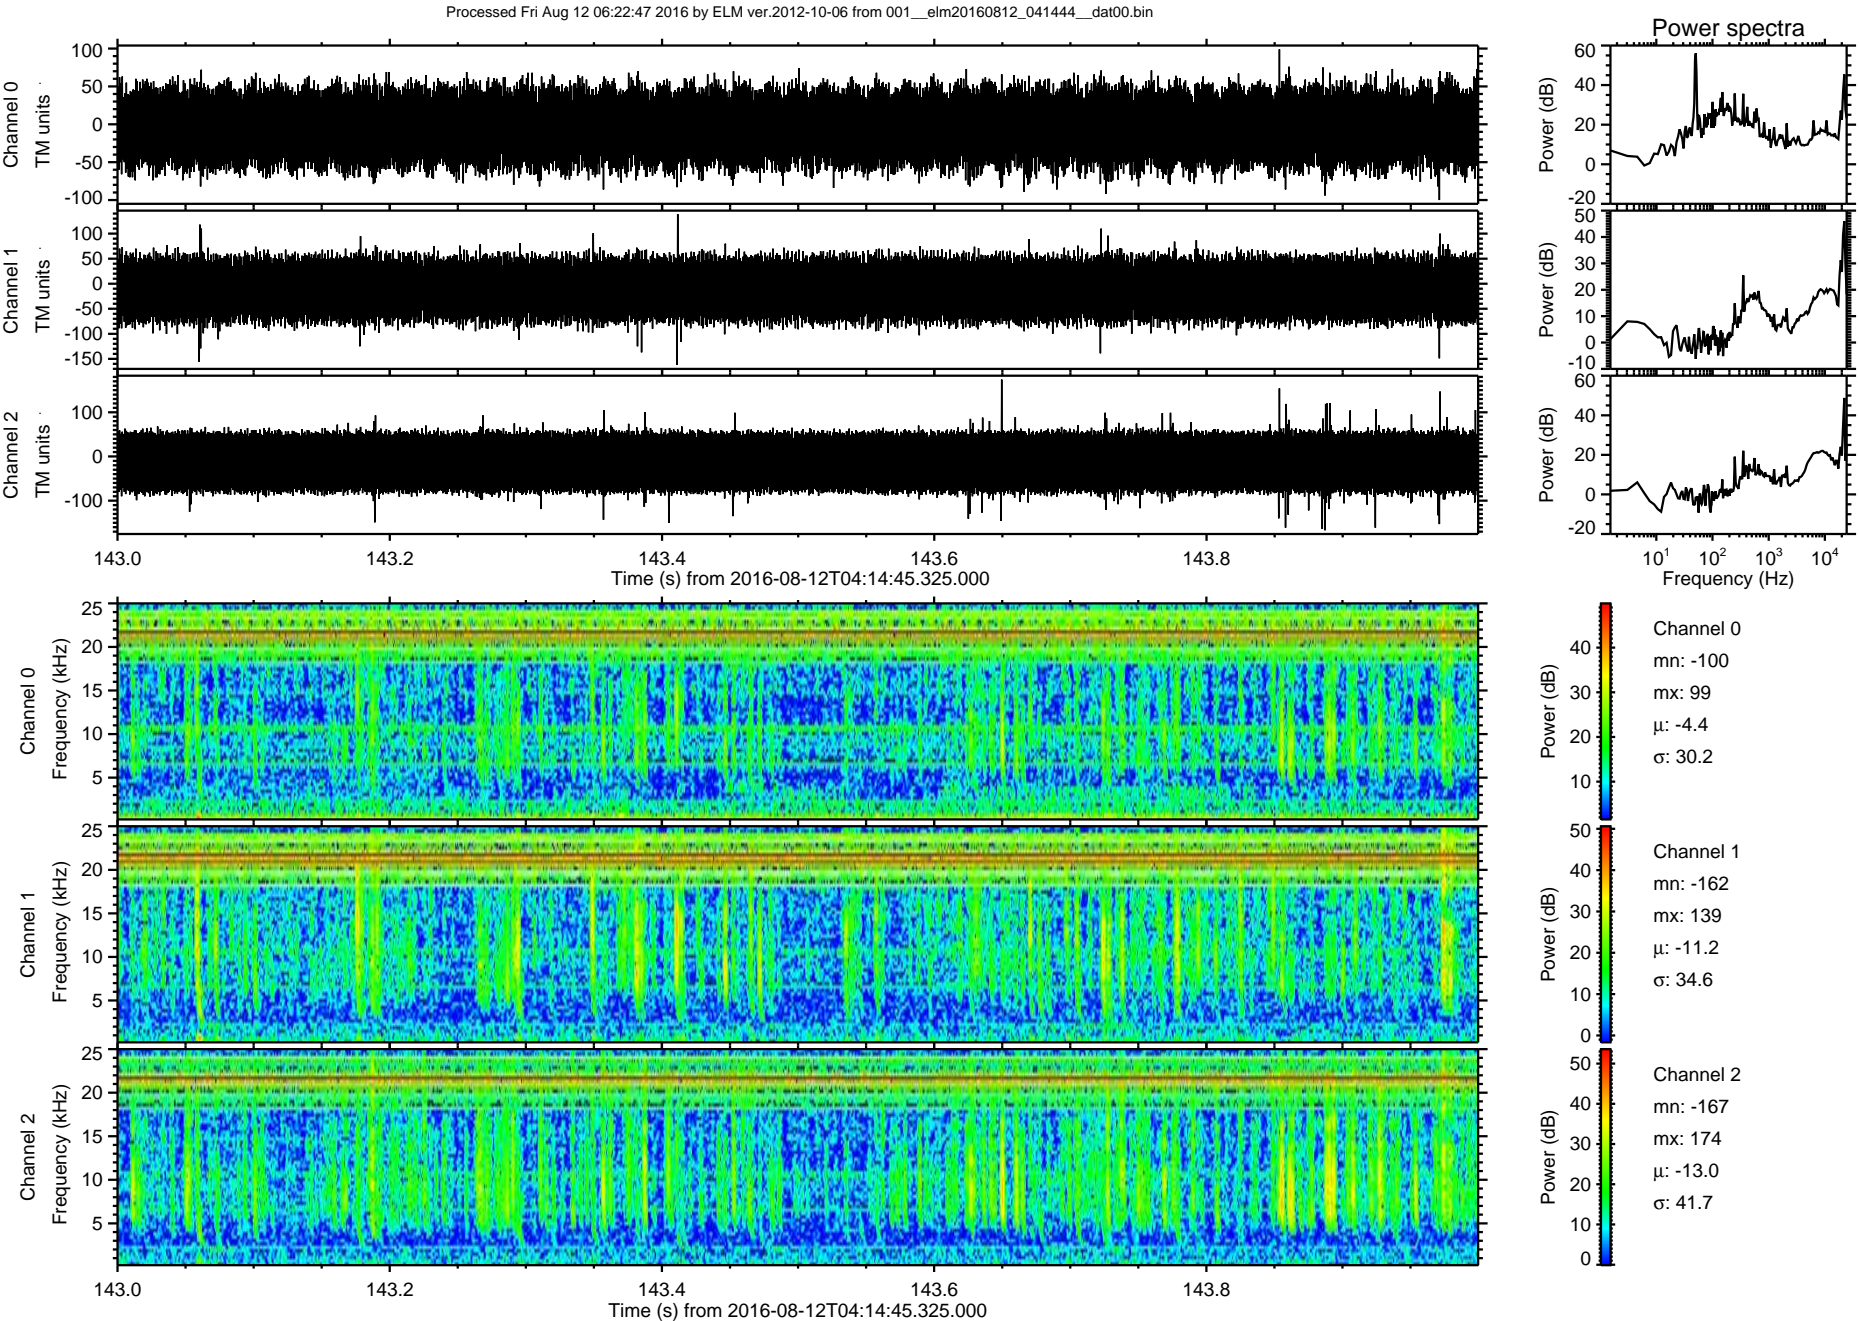 Processed Fri Aug 12 06:22:47 2016 by ELM ver.2012-10-06 from 001__elm20160812_041444__dat00.bin
Power spectra
Channel 0
TM units
100
50
0
-50
-100
Power (dB)
60
40
20
0
-20
Channel 1
TM units
100
50
0
-50
-100
-150
Power (dB)
50
40
30
20
10
0
-10
Channel 2
TM units
100
0
-100
Power (dB)
60
40
20
0
-20
143.0 143.2 143.4 143.6 143.8
Time (s) from 2016-08-12T04:14:45.325.000
10¹ 10² 10³ 10⁴
Frequency (Hz)
Channel 0
Frequency (kHz)
25
20
15
10
5
Power (dB)
40
30
20
10
Channel 0
mn: -100
mx: 99
μ: -4.4
σ: 30.2
Channel 1
Frequency (kHz)
25
20
15
10
5
Power (dB)
50
40
30
20
10
0
Channel 1
mn: -162
mx: 139
μ: -11.2
σ: 34.6
Channel 2
Frequency (kHz)
25
20
15
10
5
Power (dB)
50
40
30
20
10
0
Channel 2
mn: -167
mx: 174
μ: -13.0
σ: 41.7
143.0 143.2 143.4 143.6 143.8
Time (s) from 2016-08-12T04:14:45.325.000